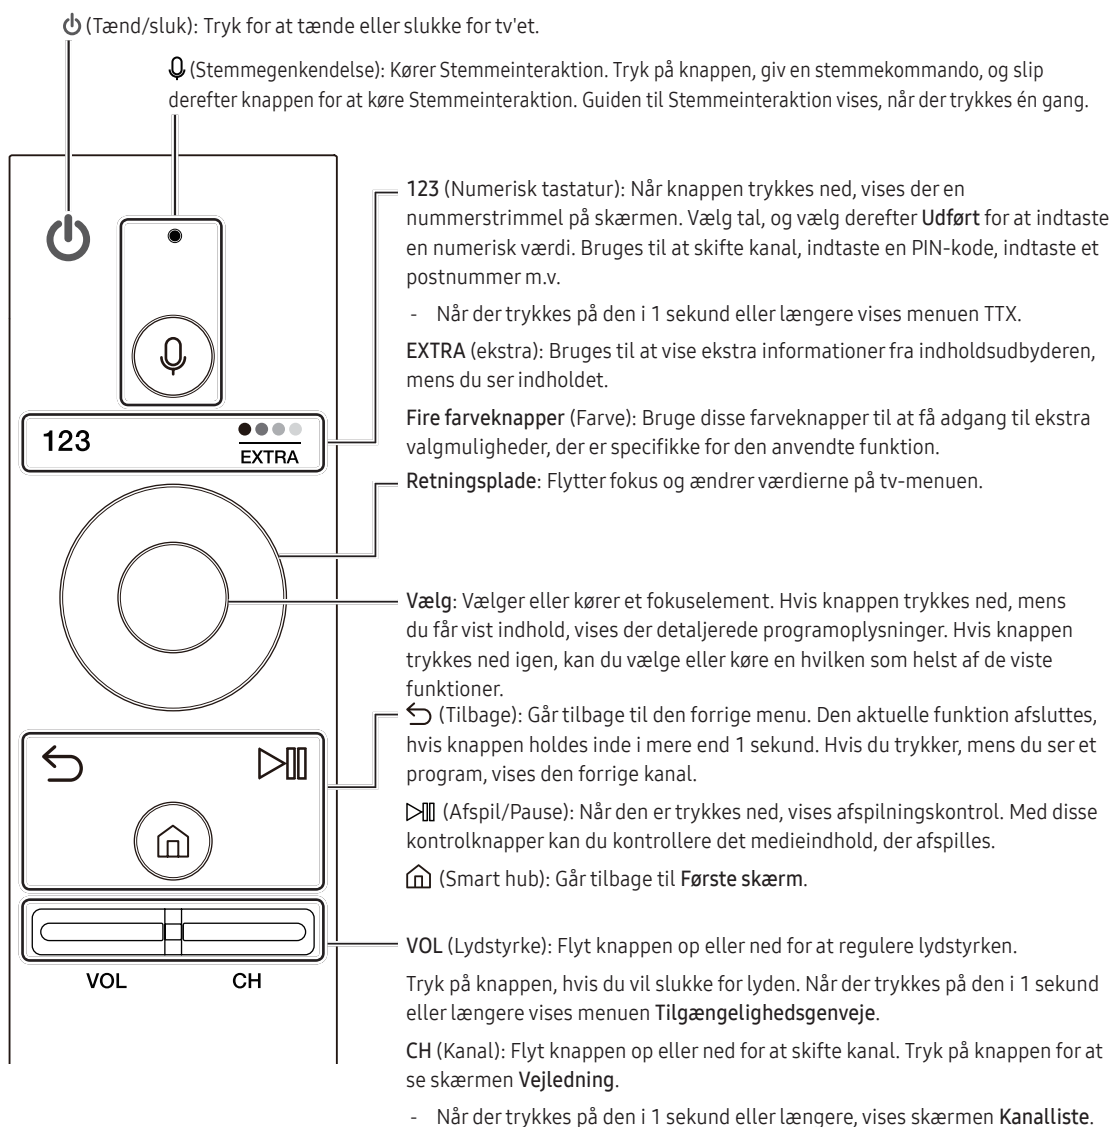 (Tænd/sluk): Tryk for at tænde eller slukke for tv'et.
(Stemmegenkendelse): Kører Stemmeinteraktion. Tryk på knappen, giv en stemmekommando, og slip
derefter knappen for at køre Stemmeinteraktion. Guiden til Stemmeinteraktion vises, når der trykkes én gang.
123 (Numerisk tastatur): Når knappen trykkes ned, vises der en
nummerstrimmel på skærmen. Vælg tal, og vælg derefter Udført for at indtaste
en numerisk værdi. Bruges til at skifte kanal, indtaste en PIN-kode, indtaste et
postnummer m.v.
- Når der trykkes på den i 1 sekund eller længere vises menuen TTX.
EXTRA (ekstra): Bruges til at vise ekstra informationer fra indholdsudbyderen,
mens du ser indholdet.
Fire farveknapper (Farve): Bruge disse farveknapper til at få adgang til ekstra
valgmuligheder, der er specifikke for den anvendte funktion.
123
EXTRA
Retningsplade: Flytter fokus og ændrer værdierne på tv-menuen.
Vælg: Vælger eller kører et fokuselement. Hvis knappen trykkes ned, mens
du får vist indhold, vises der detaljerede programoplysninger. Hvis knappen
trykkes ned igen, kan du vælge eller køre en hvilken som helst af de viste
funktioner.
(Tilbage): Går tilbage til den forrige menu. Den aktuelle funktion afsluttes,
hvis knappen holdes inde i mere end 1 sekund. Hvis du trykker, mens du ser et
program, vises den forrige kanal.
(Afspil/Pause): Når den er trykkes ned, vises afspilningskontrol. Med disse
kontrolknapper kan du kontrollere det medieindhold, der afspilles.
(Smart hub): Går tilbage til Første skærm.
VOL (Lydstyrke): Flyt knappen op eller ned for at regulere lydstyrken.
Tryk på knappen, hvis du vil slukke for lyden. Når der trykkes på den i 1 sekund
eller længere vises menuen Tilgængelighedsgenveje.
VOL
CH
CH (Kanal): Flyt knappen op eller ned for at skifte kanal. Tryk på knappen for at
se skærmen Vejledning.
- Når der trykkes på den i 1 sekund eller længere, vises skærmen Kanalliste.